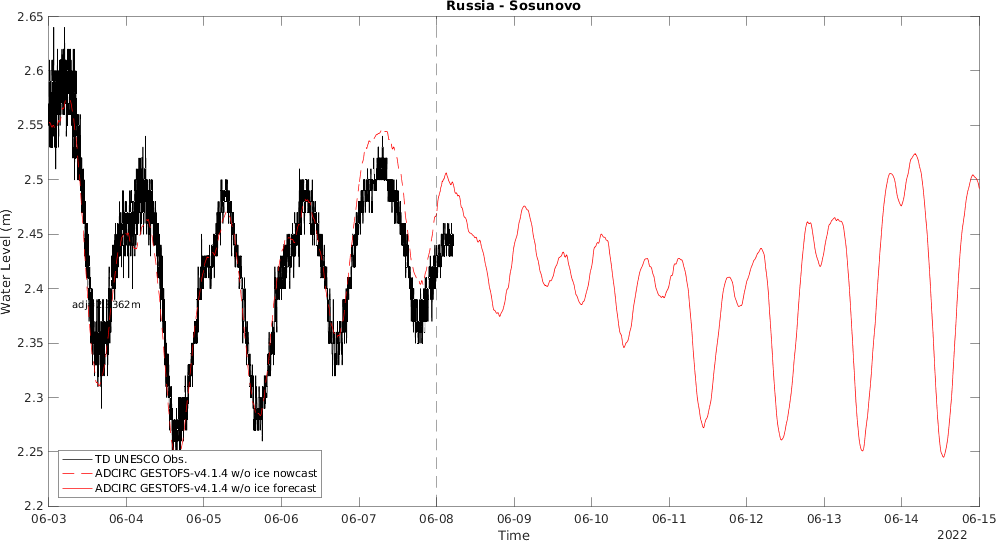 Russia - Sosunovo
Water Level (m)
2.65
2.6
2.55
2.5
2.45
2.4
2.35
2.3
2.25
2.2
362m
TD UNESCO Obs.
ADCIRC GESTOFS-v4.1.4 w/o ice nowcast
ADCIRC GESTOFS-v4.1.4 w/o ice forecast
06-03 06-04 06-05 06-06 06-07 06-08 06-09 06-10 06-11 06-12 06-13 06-14 06-15
Time
2022